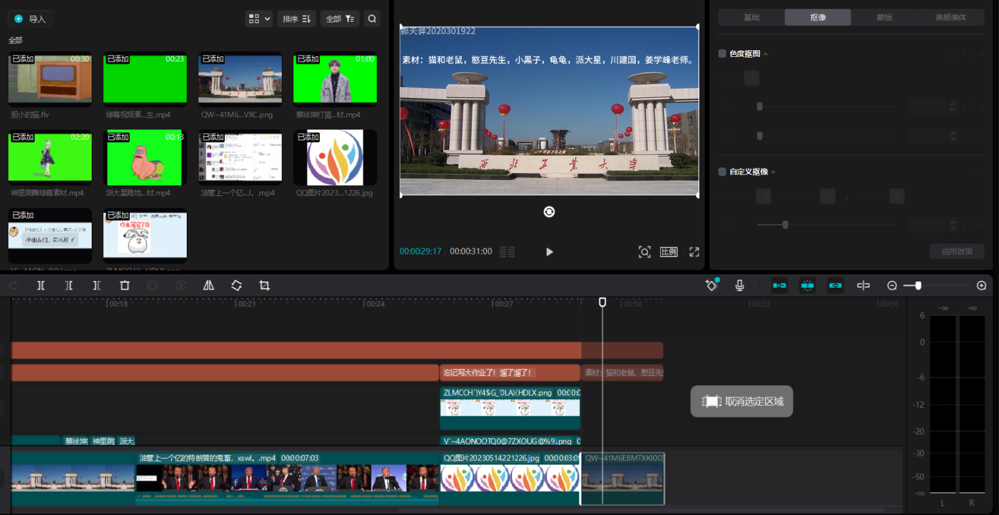 导入
排序
全部
全部
已添加
00:30
已添加
00:23
已添加
已添加
01:00
胆小的猫.flv
绿幕视频素...生.mp4
QW~41M6...VXC.png
蔡徐坤打篮...材.mp4
已添加
02:20
已添加
00:13
已添加
已添加
神里跳舞绿幕素材.mp4
派大星跪地...材.mp4
油管上一个亿...l。.mp4
QQ图片2023...1226.jpg
已添加
已添加
郭天骅2020301922
素材：猫和老鼠，憨豆先生，小黑子，龟龟，派大星，川建国，姜学峰老师。
西北工业大学
00:00:29:17 / 00:00:31:00
比例
基础
抠像
蒙版
美颜美体
色度抠图
自定义抠像
应用效果
00:18
00:21
00:24
00:27
00:30
00:33
00:36
忘记写大作业了！溜了溜了！
素材：猫和老鼠，憨豆先
ZLMCCH`)Y4$G_`0LA)(HDLX.png 00:00:0
取消选定区域
蔡徐坤
神里跳
派大.
V`~4AONOOTQ0@7ZXOUG@%9J.png 0
油管上一个亿的特朗普的鬼畜，xswl。.mp4 00:00:07:03
QQ图片20230514221226.jpg 00:00:03:0
QW~41M6EBMTXKI0O
-∞ -∞
6
0
-6
-12
-20
-30
-50
-∞
L R